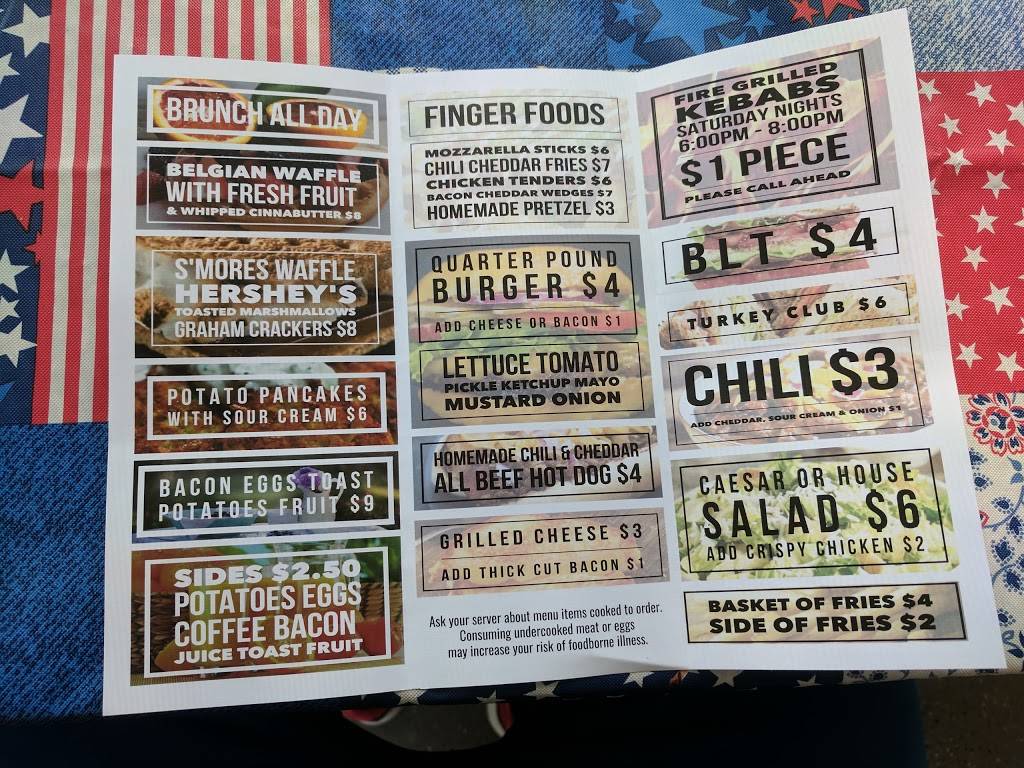 BRUNCH ALL DAY
BELGIAN WAFFLE
WITH FRESH FRUIT
& WHIPPED CINNABUTTER $8
S'MORES WAFFLE
HERSHEY'S
TOASTED MARSHMALLOWS
GRAHAM CRACKERS $8
POTATO PANCAKES
WITH SOUR CREAM $6
BACON EGGS TOAST
POTATOES FRUIT $9
SIDES $2.50
POTATOES EGGS
COFFEE BACON
JUICE TOAST FRUIT
FINGER FOODS
MOZZARELLA STICKS $6
CHILI CHEDDAR FRIES $7
CHICKEN TENDERS $6
BACON CHEDDAR WEDGES $7
HOMEMADE PRETZEL $3
QUARTER POUND
BURGER $4
ADD CHEESE OR BACON $1
LETTUCE TOMATO
PICKLE KETCHUP MAYO
MUSTARD ONION
HOMEMADE CHILI & CHEDDAR
ALL BEEF HOT DOG $4
GRILLED CHEESE $3
ADD THICK CUT BACON $1
Ask your server about menu items cooked to order.
Consuming undercooked meat or eggs
may increase your risk of foodborne illness.
FIRE GRILLED
KEBABS
SATURDAY NIGHTS
6:00PM - 8:00PM
$1 PIECE
PLEASE CALL AHEAD
BLT $4
TURKEY CLUB $6
CHILI $3
ADD CHEDDAR, SOUR CREAM & ONION $1
CAESAR OR HOUSE
SALAD $6
ADD CRISPY CHICKEN $2
BASKET OF FRIES $4
SIDE OF FRIES $2